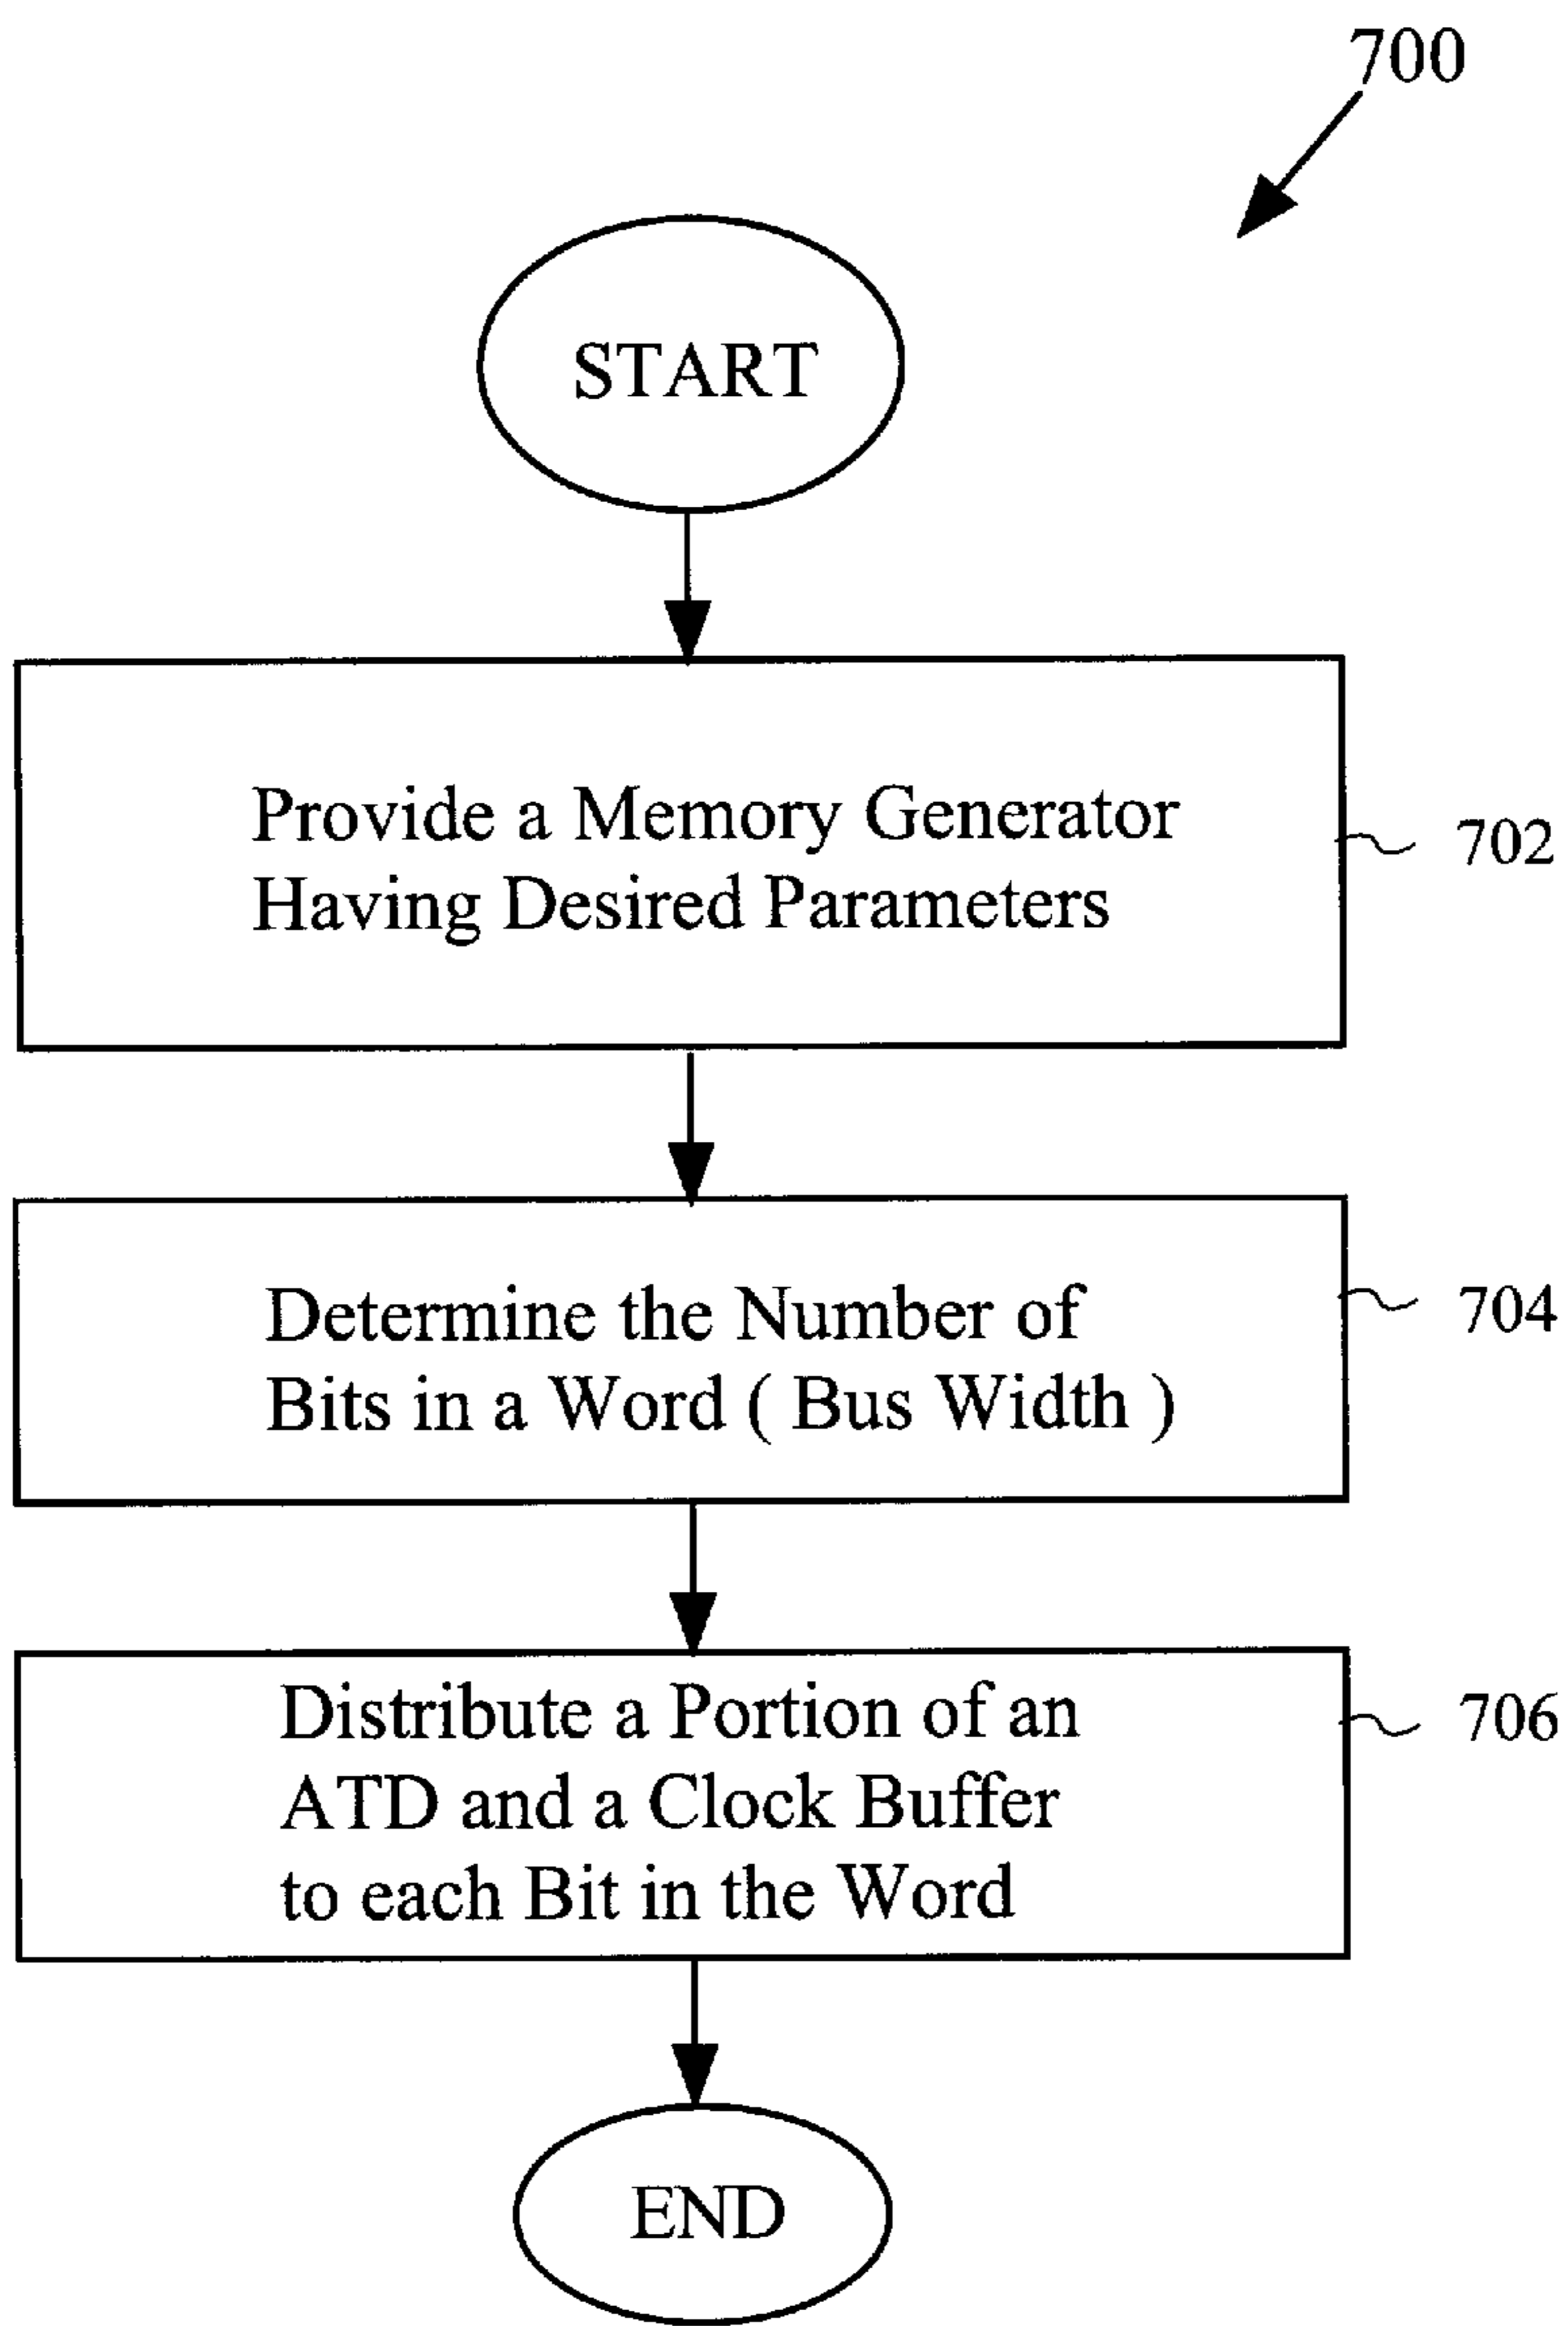 700
START
Provide a Memory Generator
Having Desired Parameters
702
Determine the Number of
Bits in a Word ( Bus Width )
704
Distribute a Portion of an
ATD and a Clock Buffer
to each Bit in the Word
706
END